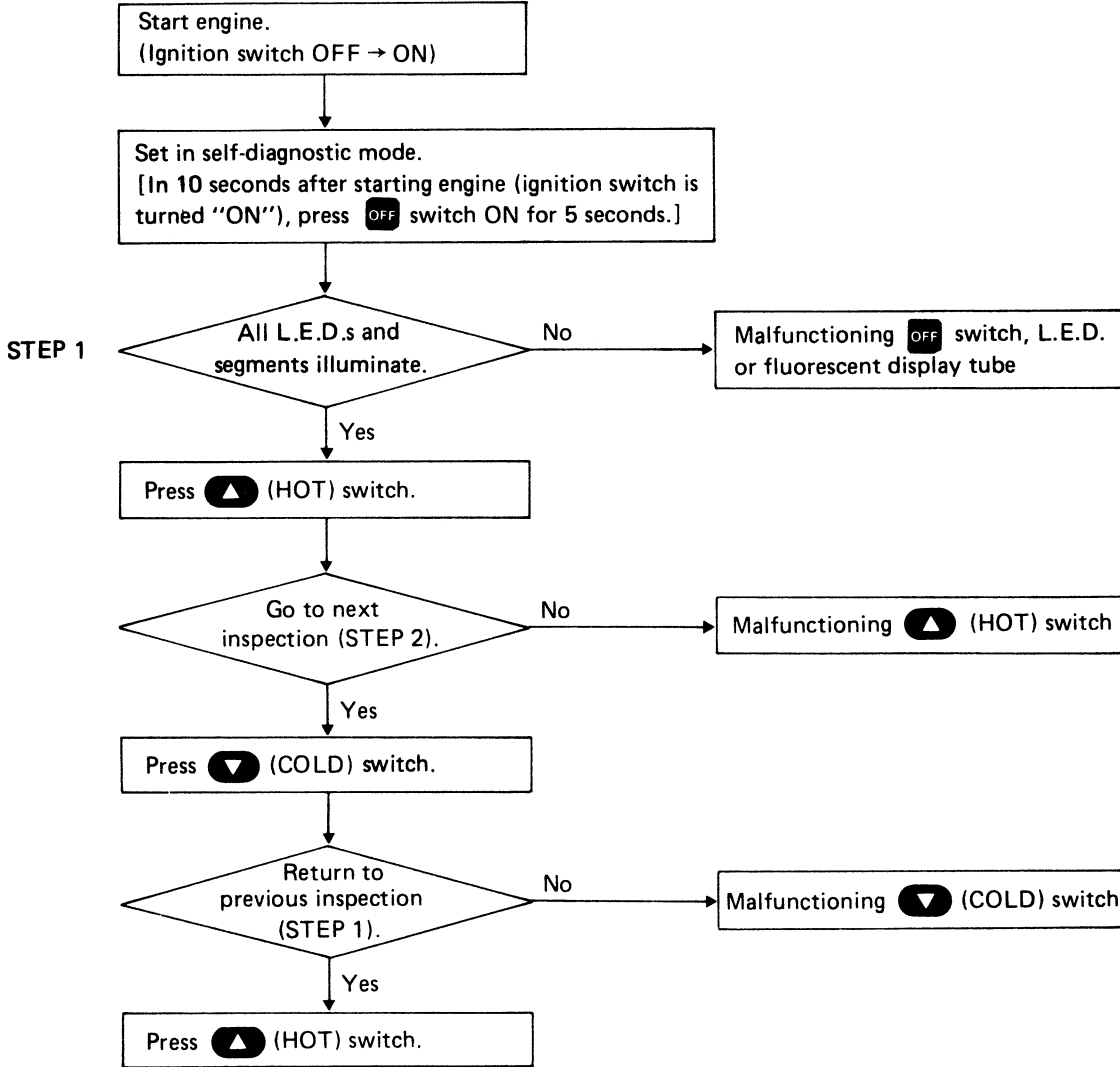 Start engine.
(Ignition switch OFF → ON)
Set in self-diagnostic mode.
[In 10 seconds after starting engine (ignition switch is
turned "ON"), press OFF switch ON for 5 seconds.]
STEP 1
All L.E.D.s and
segments illuminate.
No
Malfunctioning OFF switch, L.E.D.
or fluorescent display tube
Yes
Press ▲ (HOT) switch.
Go to next
inspection (STEP 2).
No
Malfunctioning ▲ (HOT) switch
Yes
Press ▼ (COLD) switch.
Return to
previous inspection
(STEP 1).
No
Malfunctioning ▼ (COLD) switch
Yes
Press ▲ (HOT) switch.